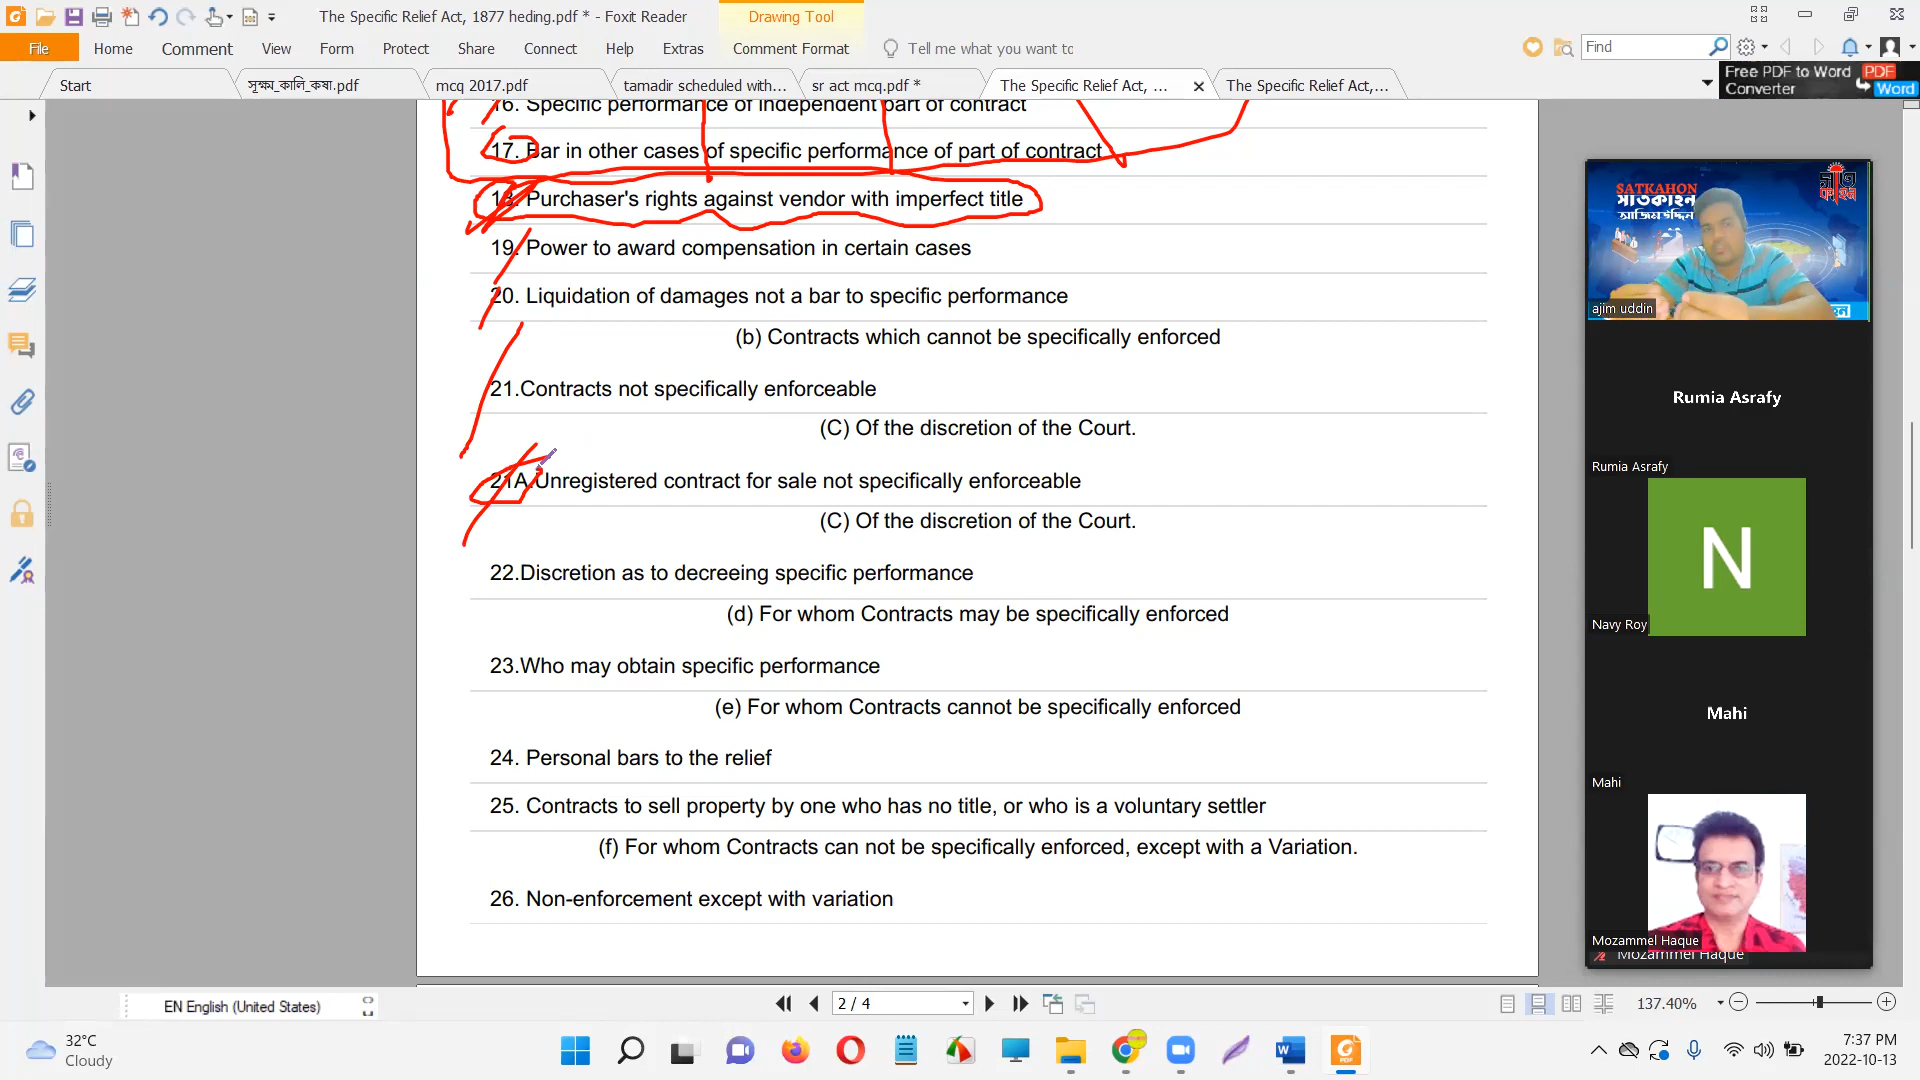 The Specific Relief Act, 1877 heding.pdf * - Foxit Reader
Drawing Tool
File
Home
Comment
View
Form
Protect
Share
Connect
Help
Extras
Comment Format
Tell me what you want tc
Find
Start
সূক্ষ্ম_কালি_কষা.pdf
mcq 2017.pdf
tamadir scheduled with...
sr act mcq.pdf *
The Specific Relief Act, ...
The Specific Relief Act,...
Free PDF to Word
Converter
PDF
Word
16. Specific performance of independent part of contract
17. Bar in other cases of specific performance of part of contract
18. Purchaser's rights against vendor with imperfect title
19. Power to award compensation in certain cases
20. Liquidation of damages not a bar to specific performance
(b) Contracts which cannot be specifically enforced
21.Contracts not specifically enforceable
(C) Of the discretion of the Court.
21A.Unregistered contract for sale not specifically enforceable
(C) Of the discretion of the Court.
22.Discretion as to decreeing specific performance
(d) For whom Contracts may be specifically enforced
23.Who may obtain specific performance
(e) For whom Contracts cannot be specifically enforced
24. Personal bars to the relief
25. Contracts to sell property by one who has no title, or who is a voluntary settler
(f) For whom Contracts can not be specifically enforced, except with a Variation.
26. Non-enforcement except with variation
SATKAHON
সাতকাহন
আজিম উদ্দিন
ajim uddin
Rumia Asrafy
Rumia Asrafy
N
Navy Roy
Mahi
Mahi
Mozammel Haque
Mozammel Haque
EN English (United States)
2 / 4
137.40%
32°C
Cloudy
7:37 PM
2022-10-13